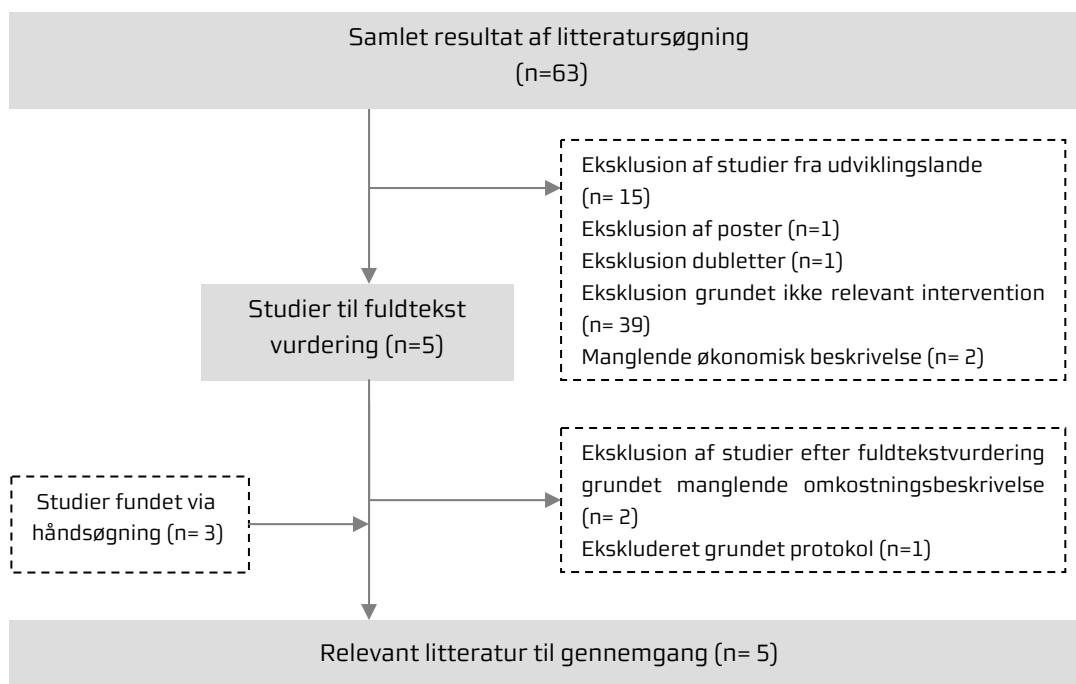 Samlet resultat af litteratursøgning
(n=63)
Eksklusion af studier fra udviklingslande
(n= 15)
Eksklusion af poster (n=1)
Eksklusion dubletter (n=1)
Eksklusion grundet ikke relevant intervention
(n= 39)
Manglende økonomisk beskrivelse (n= 2)
Studier til fuldtekst
vurdering (n=5)
Eksklusion af studier efter fuldtekstvurdering
grundet manglende omkostningsbeskrivelse
(n= 2)
Ekskluderet grundet protokol (n=1)
Studier fundet via
håndsøgning (n= 3)
Relevant litteratur til gennemgang (n= 5)